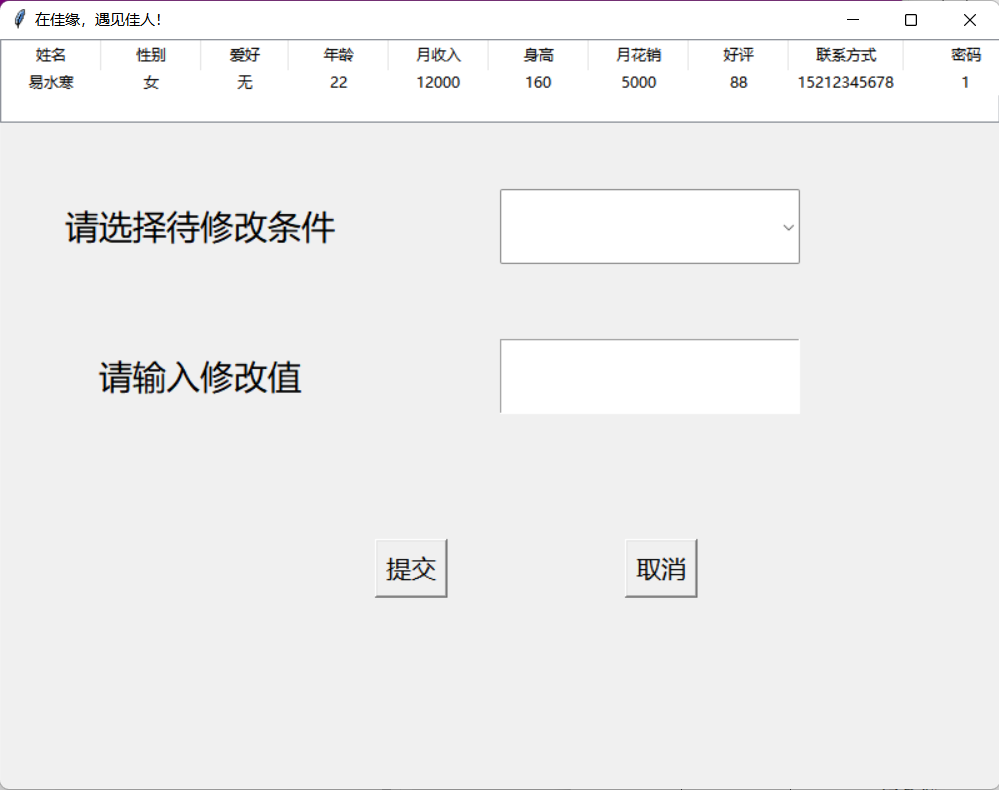 在佳缘，遇见佳人！
姓名 性别 爱好 年龄 月收入 身高 月花销 好评 联系方式 密码
易水寒 女 无 22 12000 160 5000 88 15212345678 1
请选择待修改条件
请输入修改值
提交 取消